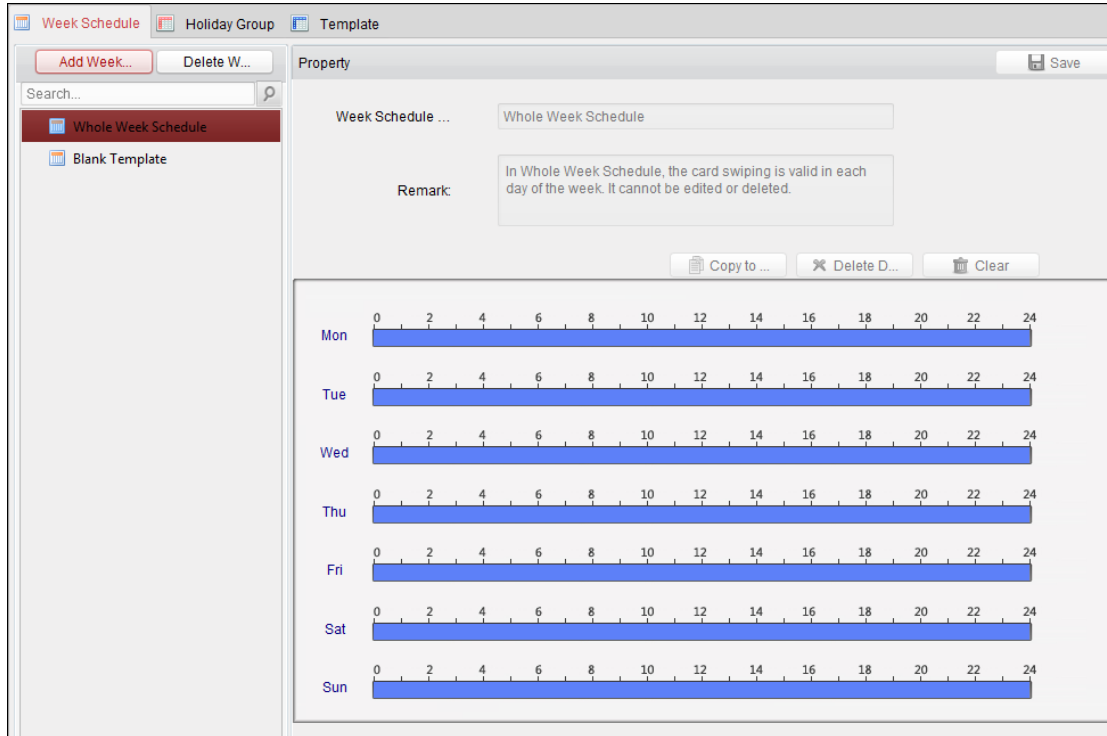 Week Schedule Holiday Group Template
Add Week... Delete W... Property Save
Search...
Whole Week Schedule
Blank Template
Week Schedule ... Whole Week Schedule
Remark: In Whole Week Schedule, the card swiping is valid in each
day of the week. It cannot be edited or deleted.
Copy to ... Delete D... Clear
0 2 4 6 8 10 12 14 16 18 20 22 24
Mon
0 2 4 6 8 10 12 14 16 18 20 22 24
Tue
0 2 4 6 8 10 12 14 16 18 20 22 24
Wed
0 2 4 6 8 10 12 14 16 18 20 22 24
Thu
0 2 4 6 8 10 12 14 16 18 20 22 24
Fri
0 2 4 6 8 10 12 14 16 18 20 22 24
Sat
0 2 4 6 8 10 12 14 16 18 20 22 24
Sun